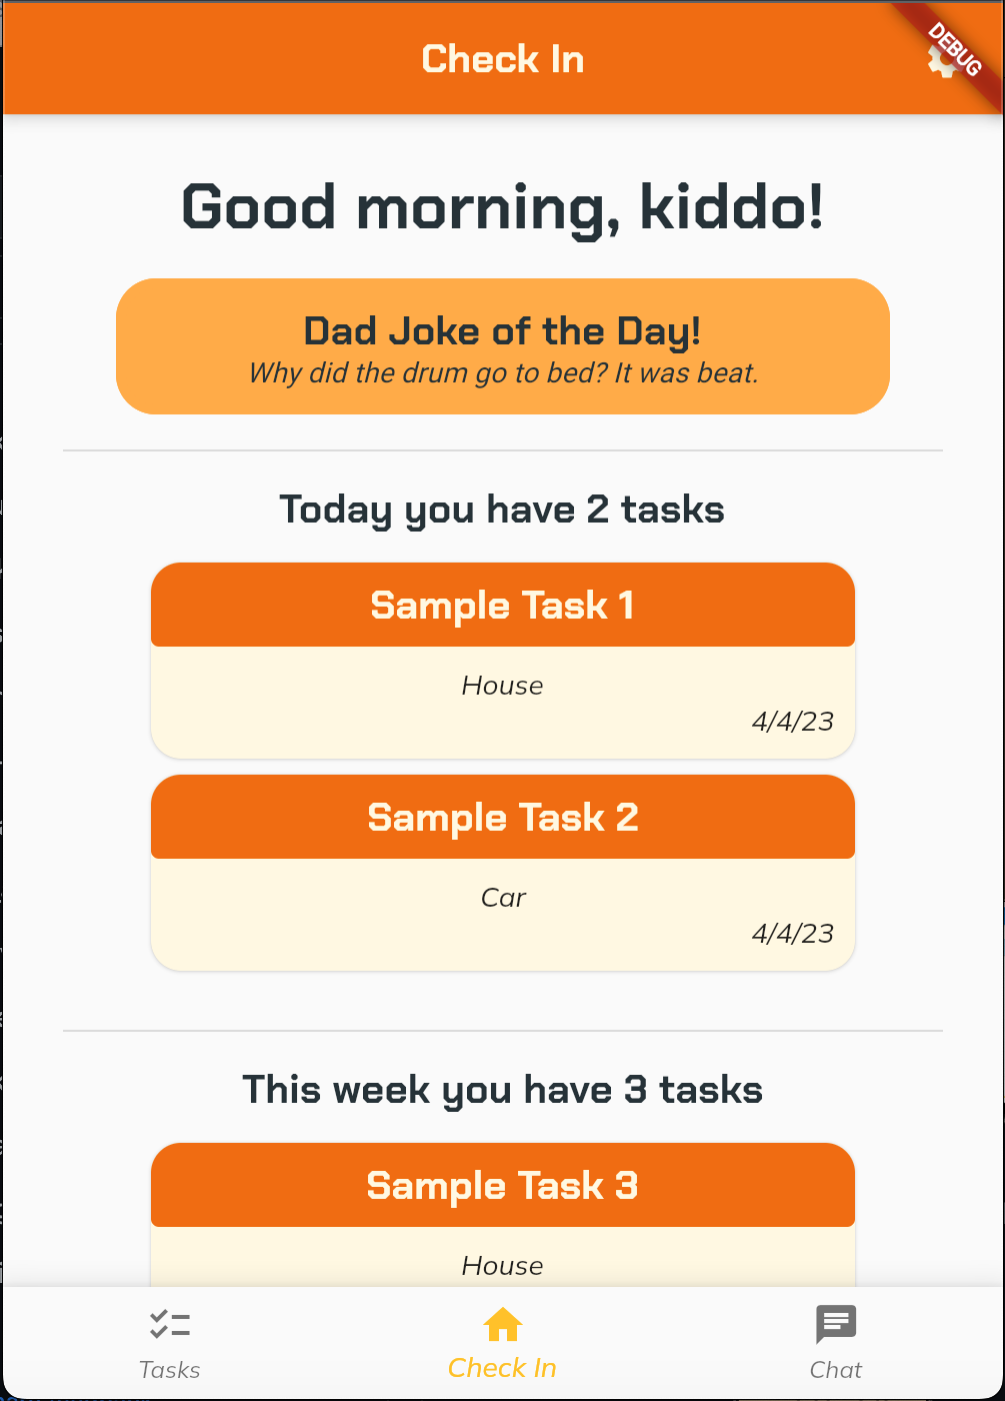 Check In
DEBUG
Good morning, kiddo!
Dad Joke of the Day!
Why did the drum go to bed? It was beat.
Today you have 2 tasks
Sample Task 1
House
4/4/23
Sample Task 2
Car
4/4/23
This week you have 3 tasks
Sample Task 3
House
Tasks
Check In
Chat